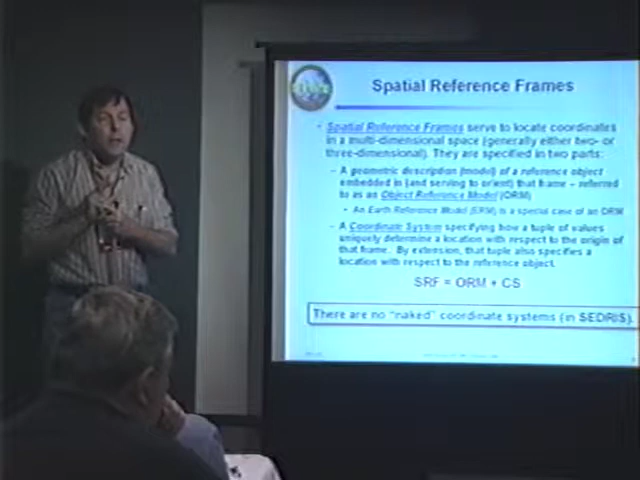 Spatial Reference Frames
• Spatial Reference Frames serve to locate coordinates
in a multi-dimensional space (generally either two- or
three-dimensional). They are specified in two parts:
– A geometric description (model) of a reference object
embedded in (and serving to orient) that frame – referred
to as an Object Reference Model (ORM)
• An Earth Reference Model (ERM) is a special case of an ORM
– A Coordinate System specifying how a tuple of values
uniquely determine a location with respect to the origin of
that frame. By extension, that tuple also specifies a
location with respect to the reference object.
SRF = ORM + CS
There are no "naked" coordinate systems (in SEDRIS).